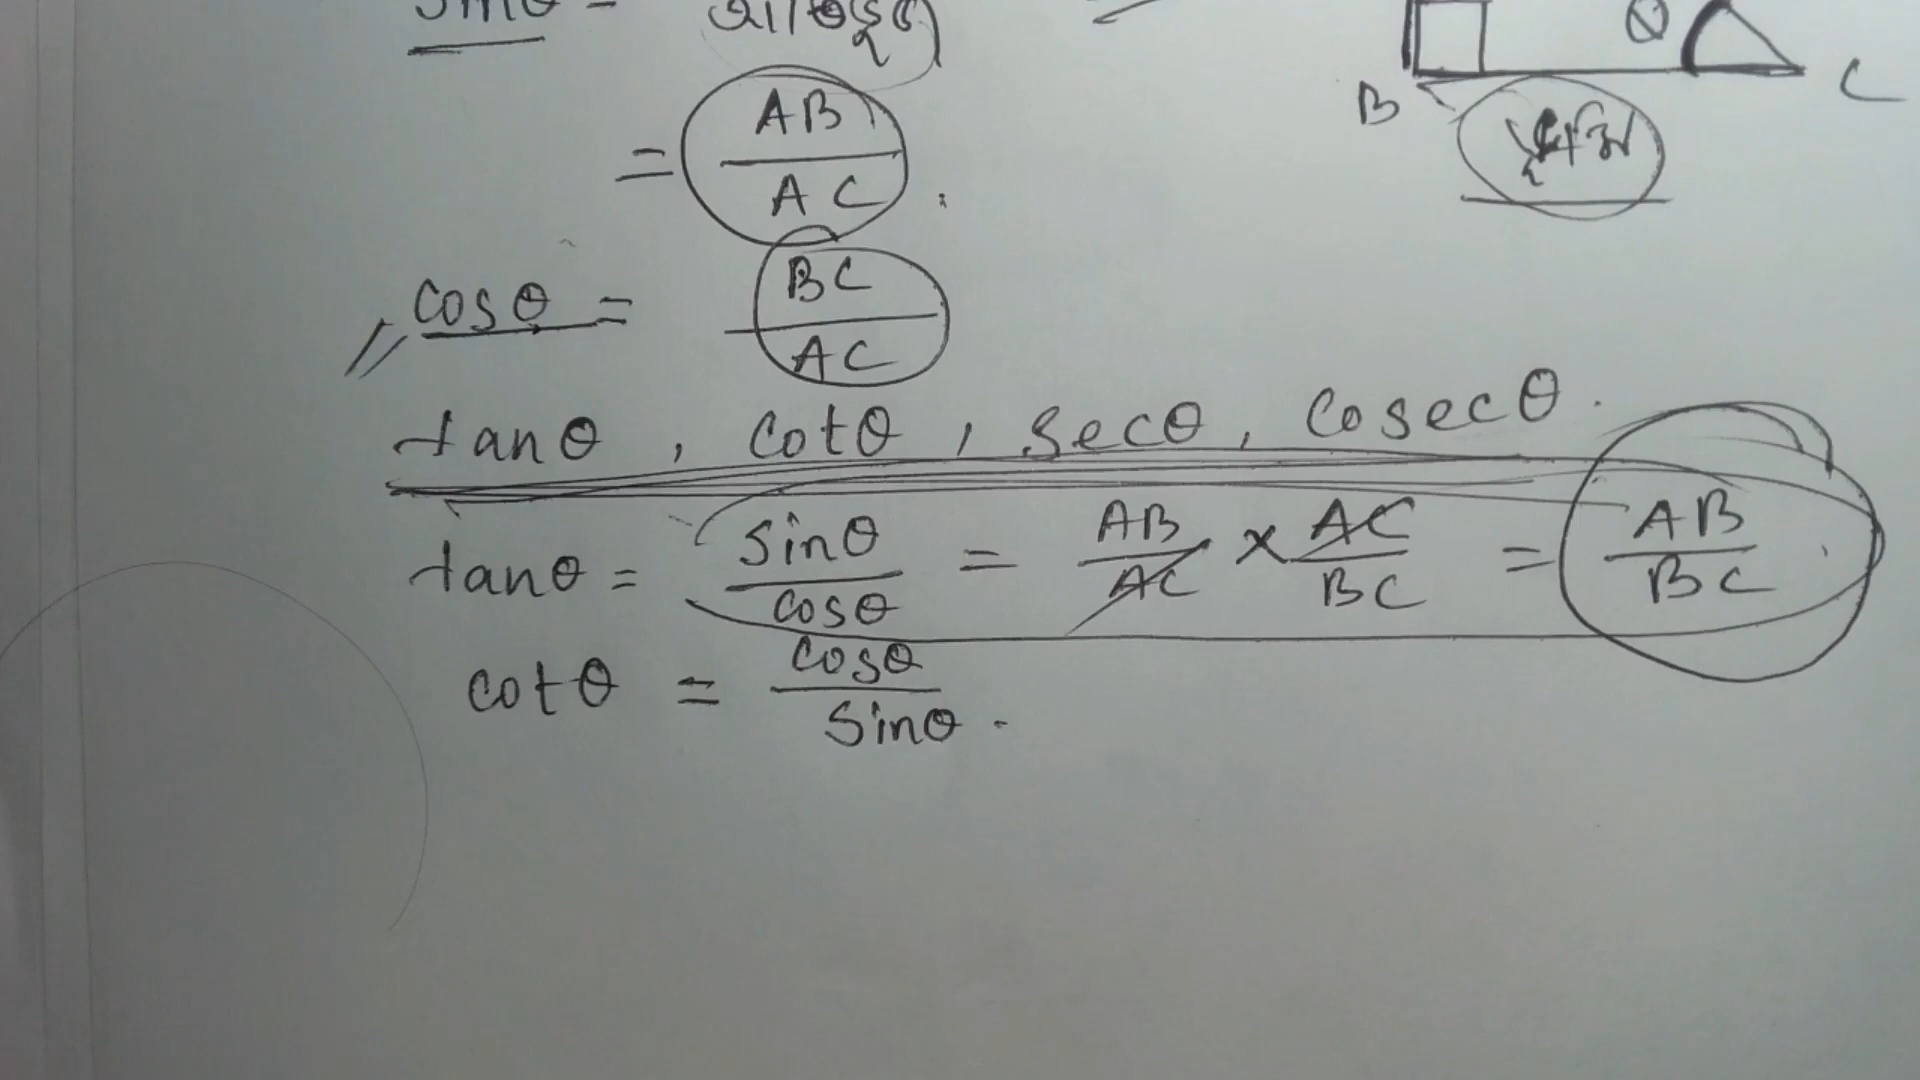 sinθ =
= AB / AC
B
C
cosθ = BC / AC
tanθ, cotθ, secθ, cosecθ.
tanθ = sinθ / cosθ = AB / AC × AC / BC = AB / BC
cotθ = cosθ / sinθ